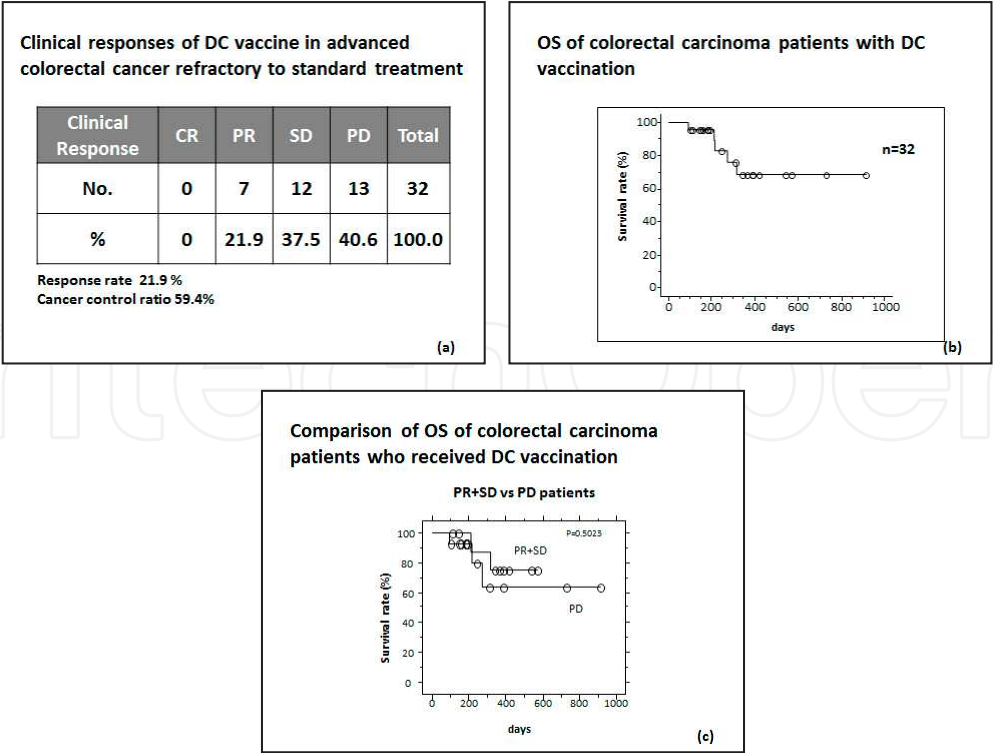 Clinical responses of DC vaccine in advanced
colorectal cancer refractory to standard treatment
Clinical Response CR PR SD PD Total
No. 0 7 12 13 32
% 0 21.9 37.5 40.6 100.0
Response rate 21.9 %
Cancer control ratio 59.4%
(a)
OS of colorectal carcinoma patients with DC
vaccination
n=32
Survival rate (%)
100
80
60
40
20
0
0 200 400 600 800 1000
days
(b)
Comparison of OS of colorectal carcinoma
patients who received DC vaccination
PR+SD vs PD patients
P=0.5023
PR+SD
PD
Survival rate (%)
100
80
60
40
20
0
0 200 400 600 800 1000
days
(c)